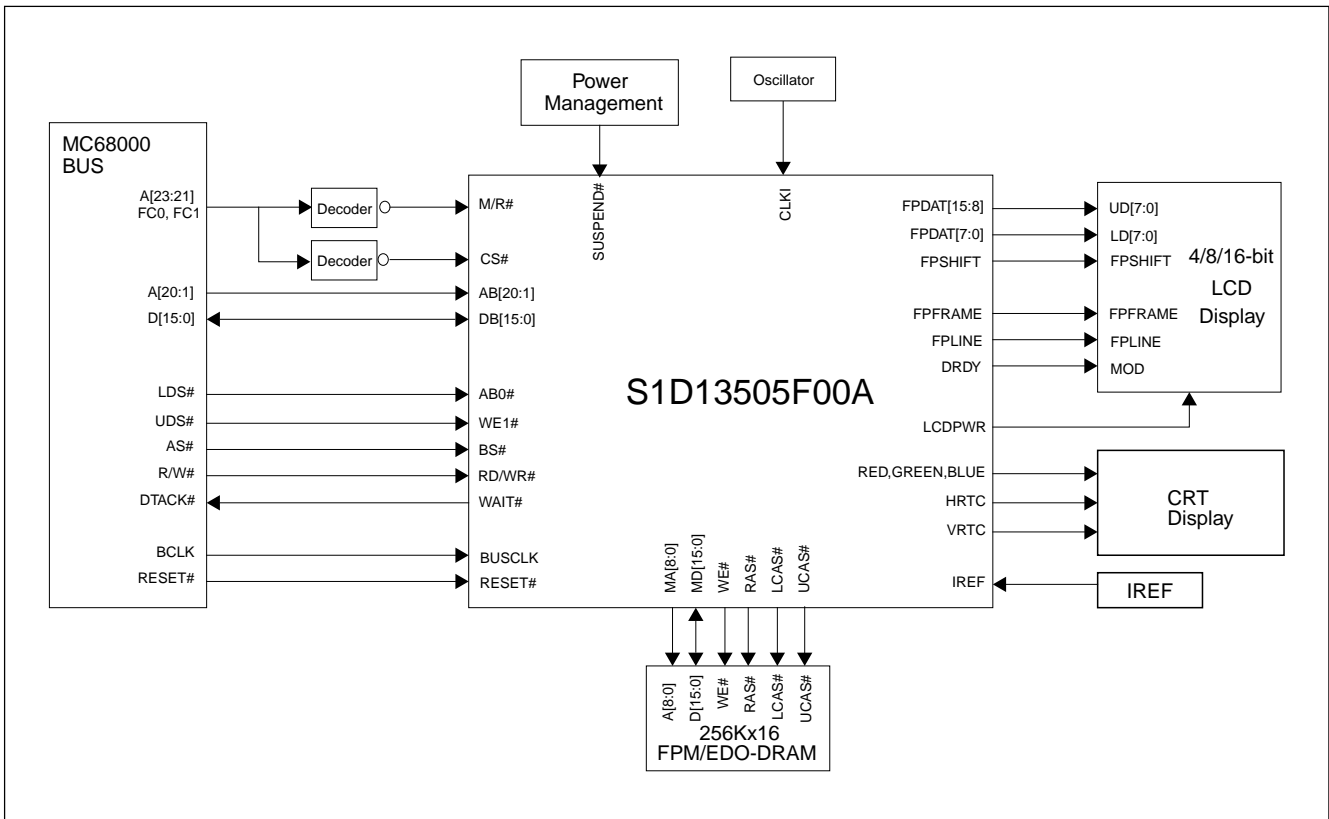 Power
Management
Oscillator
MC68000
BUS
A[23:21]
FC0, FC1
Decoder
Decoder
A[20:1]
D[15:0]
LDS#
UDS#
AS#
R/W#
DTACK#
BCLK
RESET#
M/R#
CS#
AB[20:1]
DB[15:0]
AB0#
WE1#
BS#
RD/WR#
WAIT#
BUSCLK
RESET#
SUSPEND#
CLKI
S1D13505F00A
FPDAT[15:8]
FPDAT[7:0]
FPSHIFT
FPFRAME
FPLINE
DRDY
LCDPWR
RED,GREEN,BLUE
HRTC
VRTC
IREF
UD[7:0]
LD[7:0]
FPSHIFT
FPFRAME
FPLINE
MOD
4/8/16-bit
LCD
Display
CRT
Display
IREF
MA[8:0]
MD[15:0]
WE#
RAS#
LCAS#
UCAS#
A[8:0]
D[15:0]
WE#
RAS#
LCAS#
UCAS#
256Kx16
FPM/EDO-DRAM